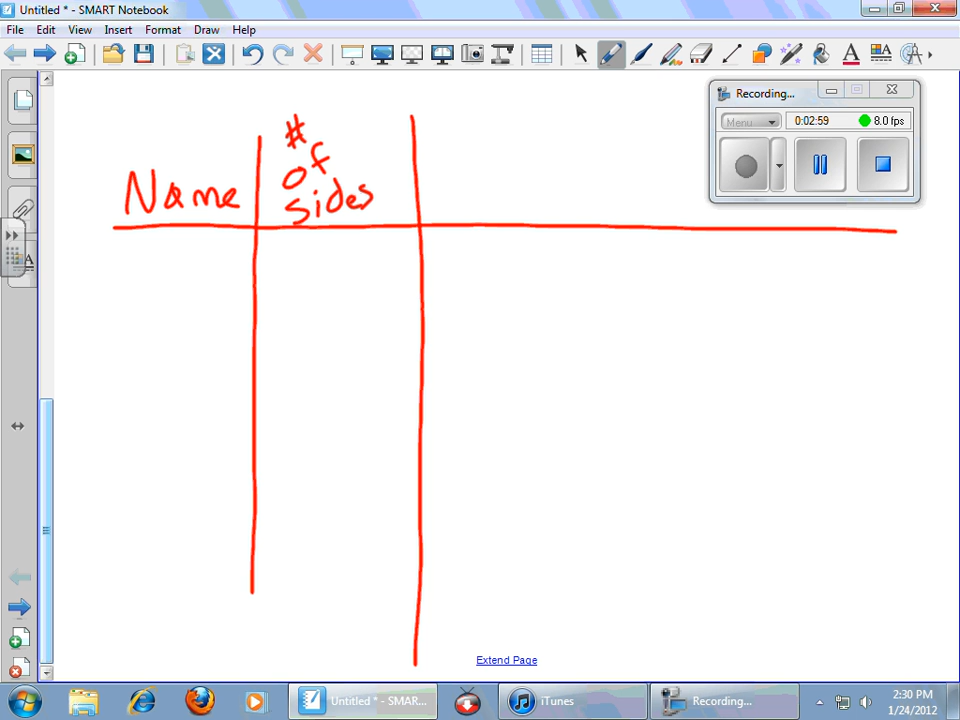 Untitled * - SMART Notebook
File Edit View Insert Format Draw Help
Recording...
Menu
0:02:59
8.0 fps
Name
#
of
sides
Extend Page
Untitled * - SMAR...
iTunes
Recording...
2:30 PM
1/24/2012